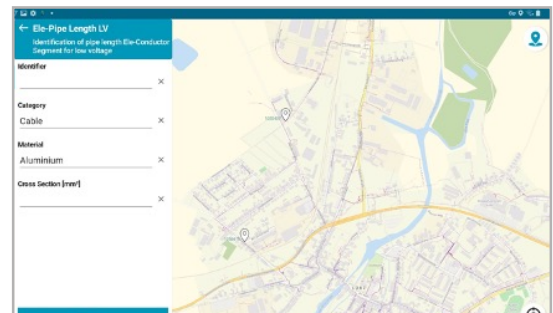 Ele-Pipe Length LV
Identification of pipe length Ele-Conductor
Segment for low voltage
Identifier
Category
Cable
Material
Aluminium
Cross Section [mm²]